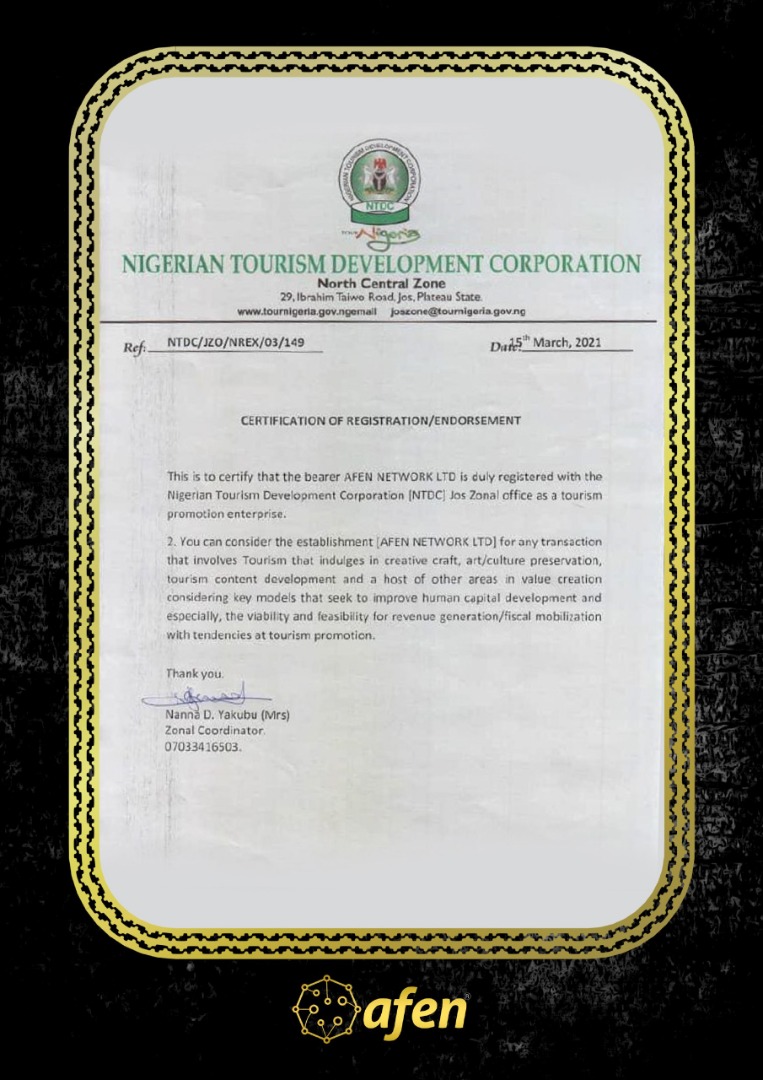 NIGERIAN TOURISM DEVELOPMENT CORPORATION
NTDC
TOUR Nigeria
NIGERIAN TOURISM DEVELOPMENT CORPORATION
North Central Zone
29, Ibrahim Taiwo Road, Jos, Plateau State.
www.tournigeria.gov.ngemail joszone@tournigeria.gov.ng
Ref: NTDC/JZO/NREX/03/149 Date: 15th March, 2021
CERTIFICATION OF REGISTRATION/ENDORSEMENT
This is to certify that the bearer AFEN NETWORK LTD is duly registered with the
Nigerian Tourism Development Corporation [NTDC] Jos Zonal office as a tourism
promotion enterprise.
2. You can consider the establishment [AFEN NETWORK LTD] for any transaction
that involves Tourism that indulges in creative craft, art/culture preservation,
tourism content development and a host of other areas in value creation
considering key models that seek to improve human capital development and
especially, the viability and feasibility for revenue generation/fiscal mobilization
with tendencies at tourism promotion.
Thank you.
Nanna D. Yakubu (Mrs)
Zonal Coordinator.
07033416503.
afen®